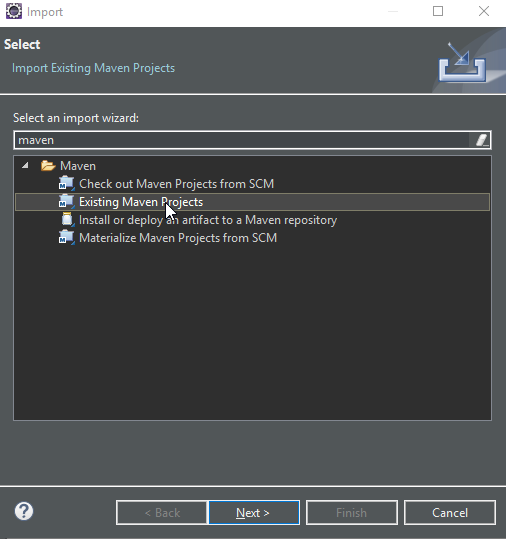 Import
Select
Import Existing Maven Projects
Select an import wizard:
maven
Maven
Check out Maven Projects from SCM
Existing Maven Projects
Install or deploy an artifact to a Maven repository
Materialize Maven Projects from SCM
?
< Back
Next >
Finish
Cancel